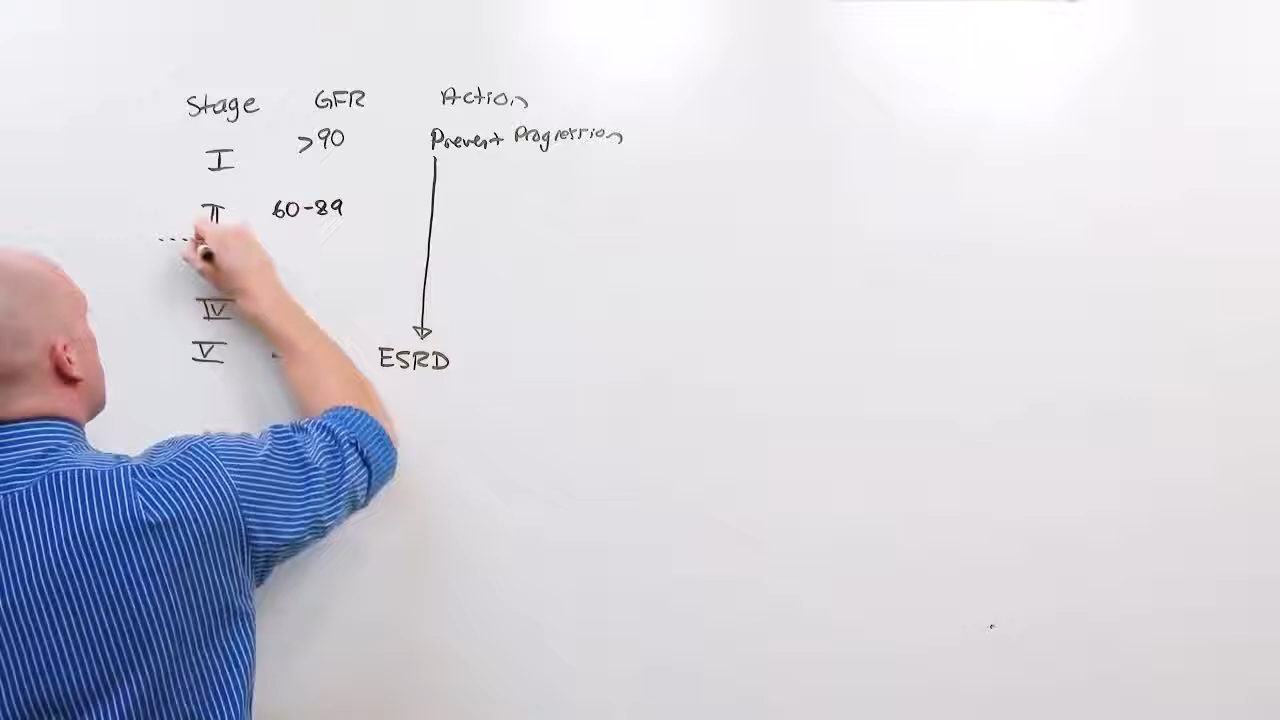 Stage GFR Action
I >90 Prevent Progression
II 60-89
IV
V ESRD